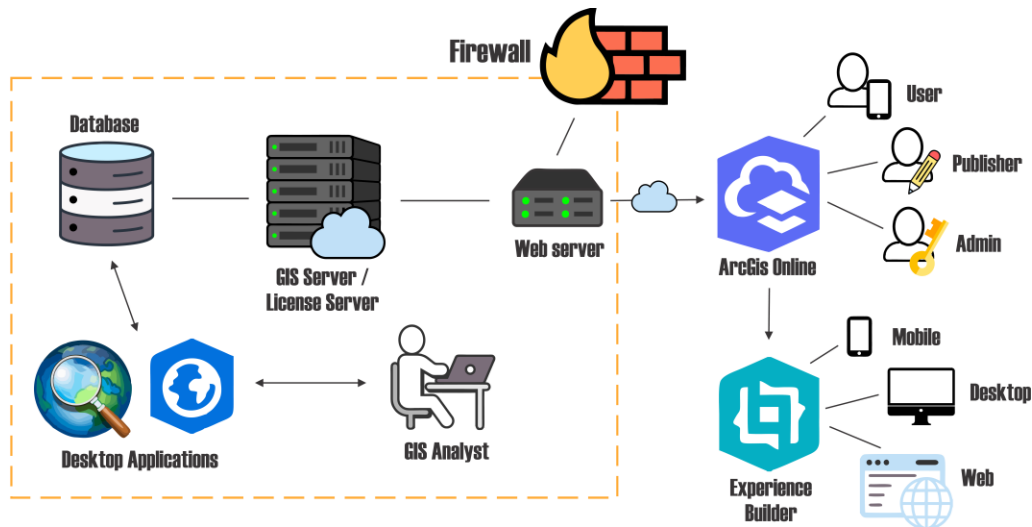 Firewall
Database
GIS Server /
License Server
Web server
Desktop Applications
GIS Analyst
ArcGis Online
User
Publisher
Admin
Experience
Builder
Mobile
Desktop
Web